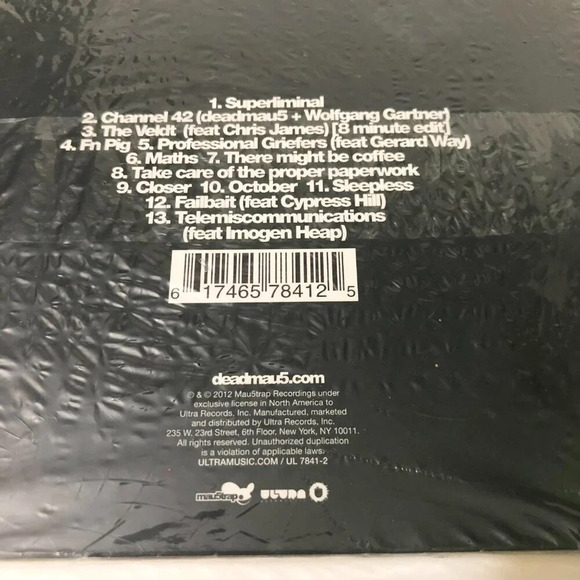 1. Superliminal
2. Channel 42 (deadmau5 + Wolfgang Gartner)
3. The Veldt (feat Chris James) [8 minute edit]
4. Fn Pig 5. Professional Griefers (feat Gerard Way)
6. Maths 7. There might be coffee
8. Take care of the proper paperwork
9. Closer 10. October 11. Sleepless
12. Failbait (feat Cypress Hill)
13. Telemiscommunications
(feat Imogen Heap)
6 17465 78412 5
deadmau5.com
℗ & © 2012 Mau5trap Recordings under
exclusive license in North America to
Ultra Records, Inc. Manufactured, marketed
and distributed by Ultra Records, Inc.
235 W. 23rd Street, 6th Floor, New York, NY 10011.
All rights reserved. Unauthorized duplication
is a violation of applicable laws.
ULTRAMUSIC.COM / UL 7841-2
mau5trap ULTRA